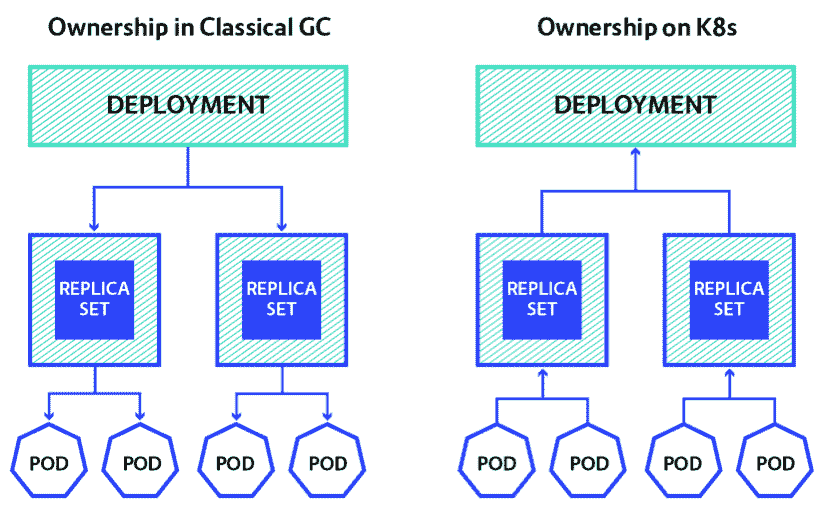 Ownership in Classical GC
DEPLOYMENT
REPLICA
SET
REPLICA
SET
POD
POD
POD
POD
Ownership on K8s
DEPLOYMENT
REPLICA
SET
REPLICA
SET
POD
POD
POD
POD